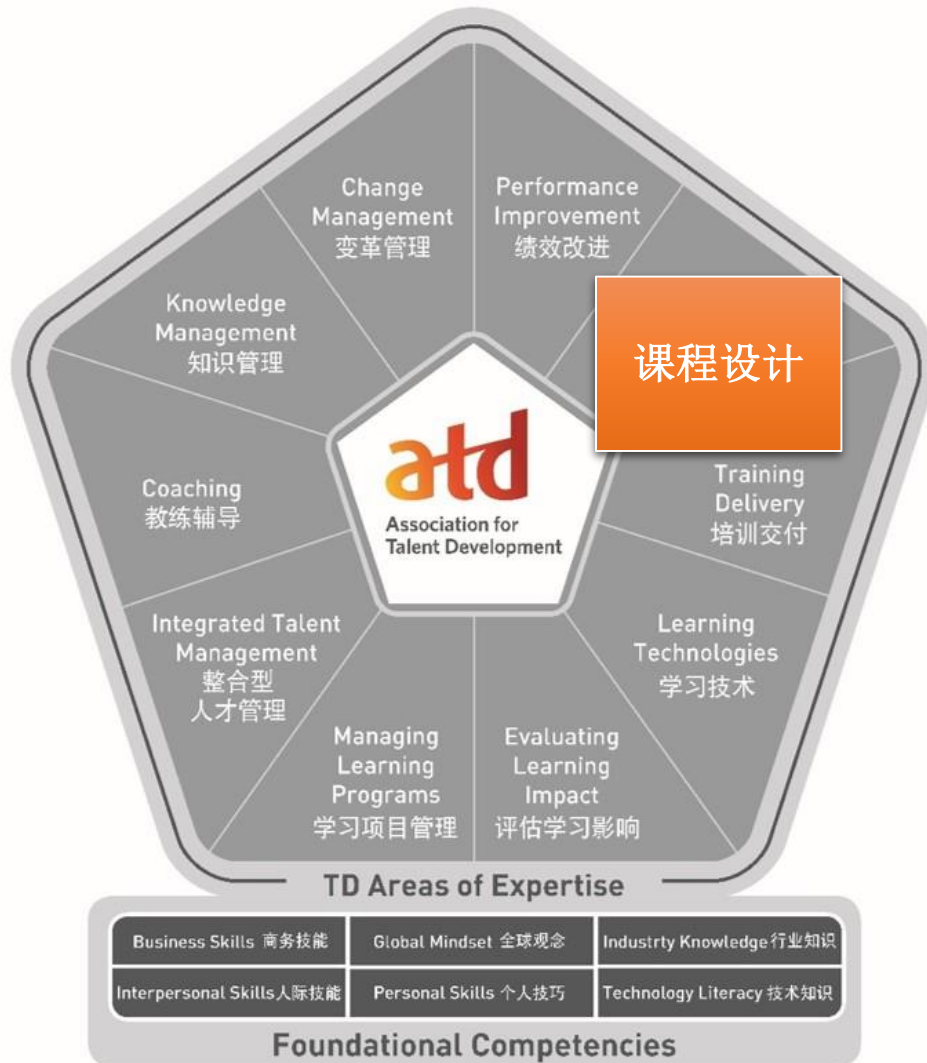 Change
Management
变革管理
Performance
Improvement
绩效改进
Knowledge
Management
知识管理
课程设计
Coaching
教练辅导
atd
Association for
Talent Development
Training
Delivery
培训交付
Integrated Talent
Management
整合型
人才管理
Learning
Technologies
学习技术
Managing
Learning
Programs
学习项目管理
Evaluating
Learning
Impact
评估学习影响
TD Areas of Expertise
Business Skills 商务技能
Global Mindset 全球观念
Industrty Knowledge 行业知识
Interpersonal Skills 人际技能
Personal Skills 个人技巧
Technology Literacy 技术知识
Foundational Competencies